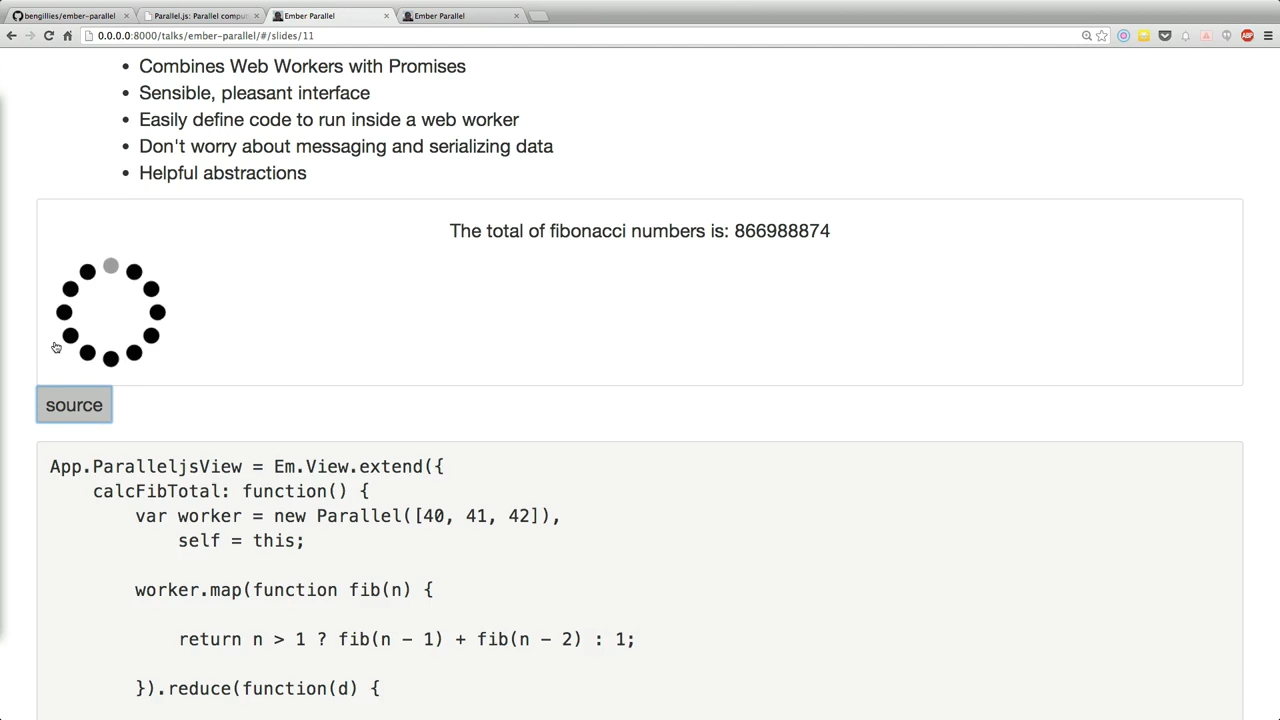 bengillies/ember-parallel
Parallel.js: Parallel comput
Ember Parallel
Ember Parallel
0.0.0.0:8000/talks/ember-parallel/#/slides/11
ABP
• Combines Web Workers with Promises
• Sensible, pleasant interface
• Easily define code to run inside a web worker
• Don't worry about messaging and serializing data
• Helpful abstractions
The total of fibonacci numbers is: 866988874
source
App.ParalleljsView = Em.View.extend({
calcFibTotal: function() {
var worker = new Parallel([40, 41, 42]),
self = this;
worker.map(function fib(n) {
return n > 1 ? fib(n - 1) + fib(n - 2) : 1;
}).reduce(function(d) {